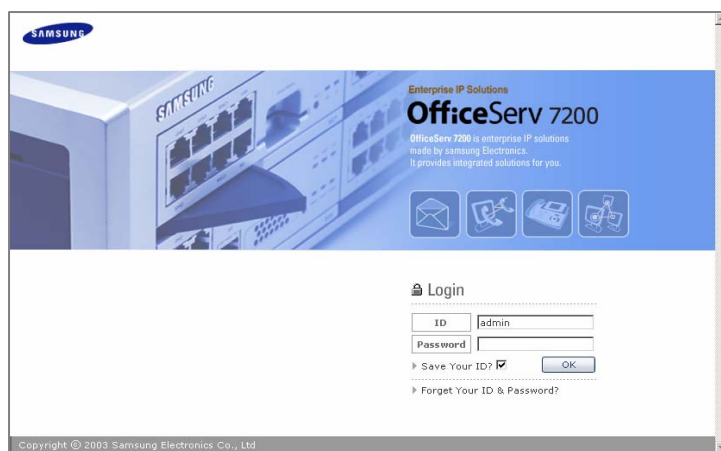 SAMSUNG
SAMSUNG
Enterprise IP Solutions
OfficeServ 7200
OfficeServ 7200 is enterprise IP solutions
made by samsung Electronics.
It provides integrated solutions for you.
Login
ID
admin
Password
Save Your ID?
OK
Forget Your ID & Password?
Copyright © 2003 Samsung Electronics Co., Ltd